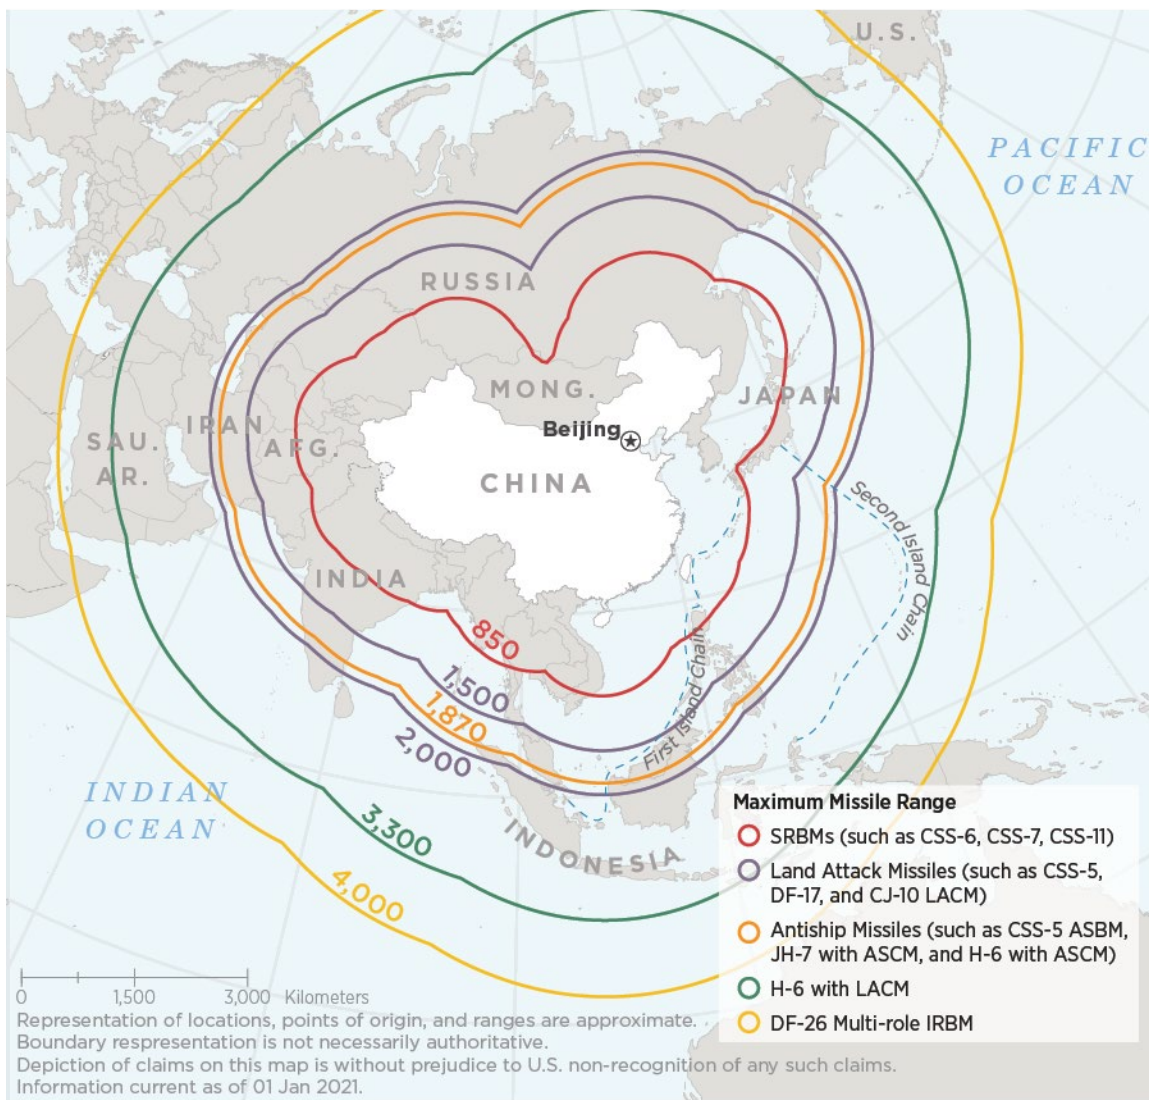 U.S.
PACIFIC
OCEAN
RUSSIA
MONG.
JAPAN
IRAN
AFG.
SAU.
AR.
Beijing
CHINA
Second Island Chain
INDIA
850
First Island Chain
1,500
1,870
2,000
INDIAN
OCEAN
3,300
INDONESIA
4,000
Maximum Missile Range
SRBMs (such as CSS-6, CSS-7, CSS-11)
Land Attack Missiles (such as CSS-5,
DF-17, and CJ-10 LACM)
Antiship Missiles (such as CSS-5 ASBM,
JH-7 with ASCM, and H-6 with ASCM)
H-6 with LACM
DF-26 Multi-role IRBM
0 1,500 3,000 Kilometers
Representation of locations, points of origin, and ranges are approximate.
Boundary respresentation is not necessarily authoritative.
Depiction of claims on this map is without prejudice to U.S. non-recognition of any such claims.
Information current as of 01 Jan 2021.